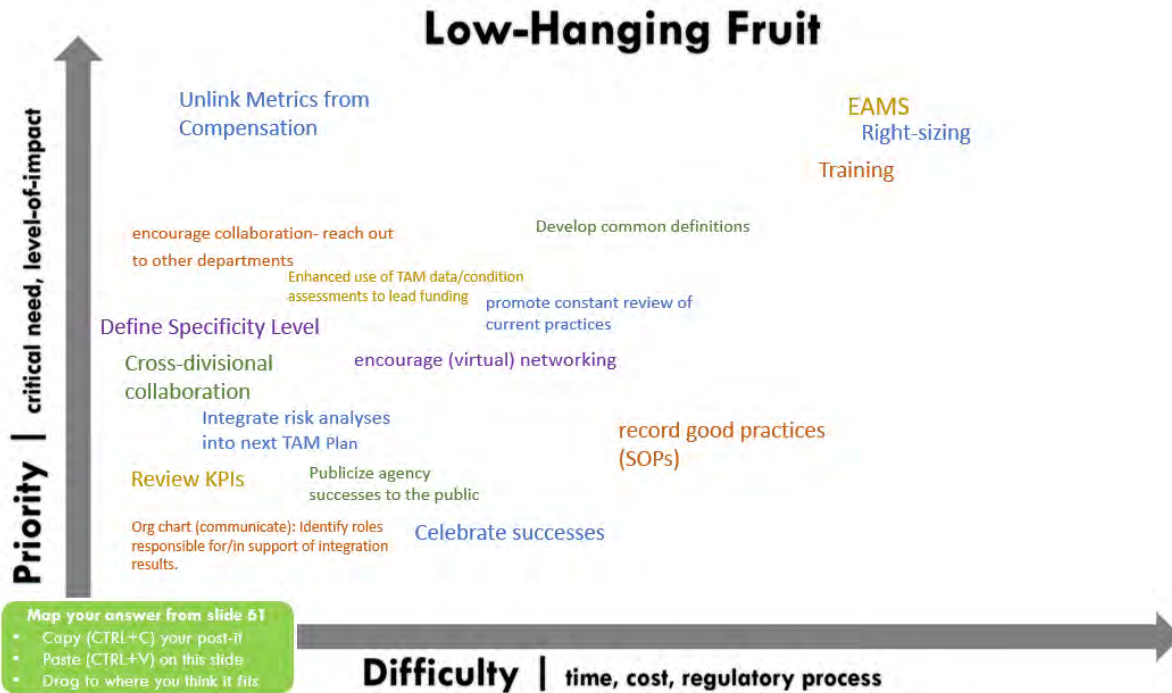 Low-Hanging Fruit
Priority | critical need, level-of-impact
Unlink Metrics from
Compensation
EAMS
Right-sizing
Training
encourage collaboration- reach out
to other departments
Develop common definitions
Enhanced use of TAM data/condition
assessments to lead funding
promote constant review of
current practices
Define Specificity Level
Cross-divisional
collaboration
encourage (virtual) networking
Integrate risk analyses
into next TAM Plan
record good practices
(SOPs)
Review KPIs
Publicize agency
successes to the public
Org chart (communicate): Identify roles
responsible for/in support of integration
results.
Celebrate successes
Map your answer from slide 61
▪ Copy (CTRL+C) your post-it
▪ Paste (CTRL+V) on this slide
▪ Drag to where you think it fits
Difficulty | time, cost, regulatory process